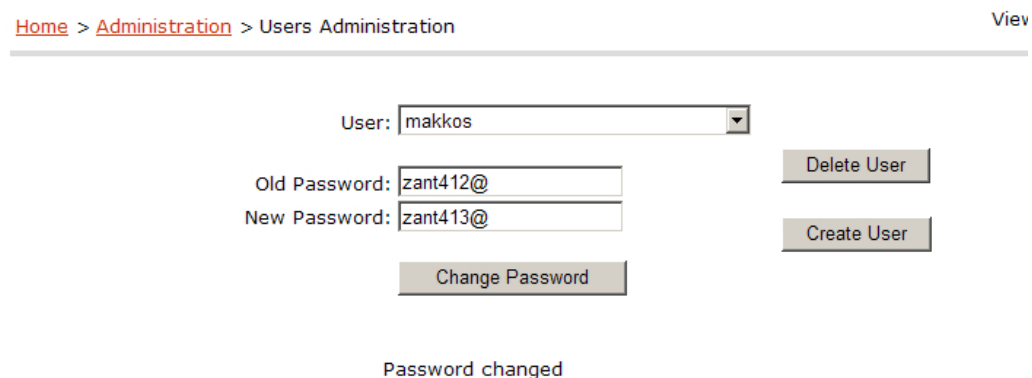 Home > Administration > Users Administration
View
User: makkos
Delete User
Old Password: zant412@
New Password: zant413@
Create User
Change Password
Password changed